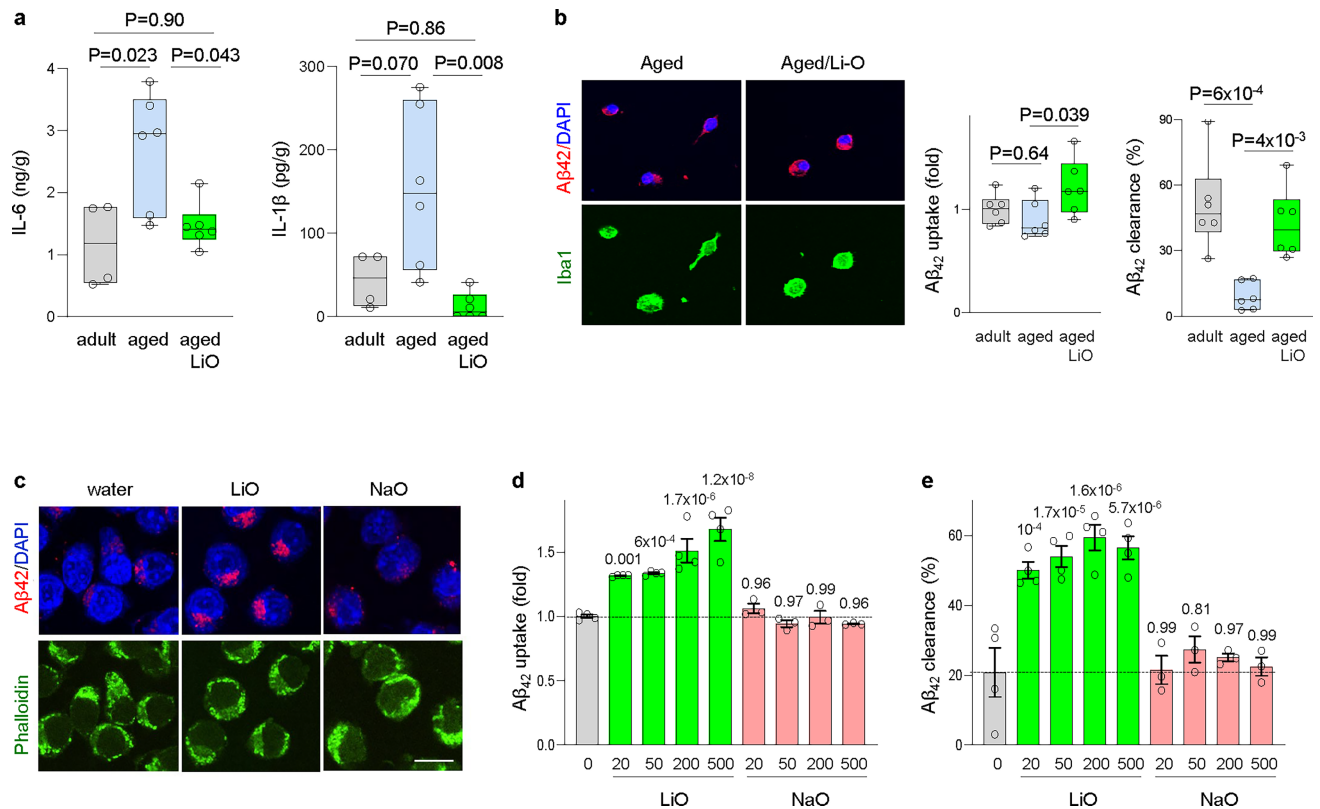 a
P=0.90
P=0.023
P=0.043
IL-6 (ng/g)
4
3
2
1
0
adult
aged
aged
LiO
P=0.86
P=0.070
P=0.008
IL-1β (pg/g)
300
200
100
0
adult
aged
aged
LiO
b
Aged
Aged/Li-O
Aβ42/DAPI
Iba1
P=0.039
P=0.64
Aβ₄₂ uptake (fold)
1
0
adult
aged
aged
LiO
P=6x10⁻⁴
P=4x10⁻³
Aβ₄₂ clearance (%)
90
60
30
0
adult
aged
aged
LiO
c
water
LiO
NaO
Aβ42/DAPI
Phalloidin
d
Aβ₄₂ uptake (fold)
1.5
1.0
0.5
0.0
0.001
6x10⁻⁴
1.7x10⁻⁶
1.2x10⁻⁸
0.96
0.97
0.99
0.96
0
20
50
200
500
20
50
200
500
LiO
NaO
e
Aβ₄₂ clearance (%)
60
40
20
0
10⁻⁴
1.7x10⁻⁵
1.6x10⁻⁶
5.7x10⁻⁶
0.99
0.81
0.97
0.99
0
20
50
200
500
20
50
200
500
LiO
NaO